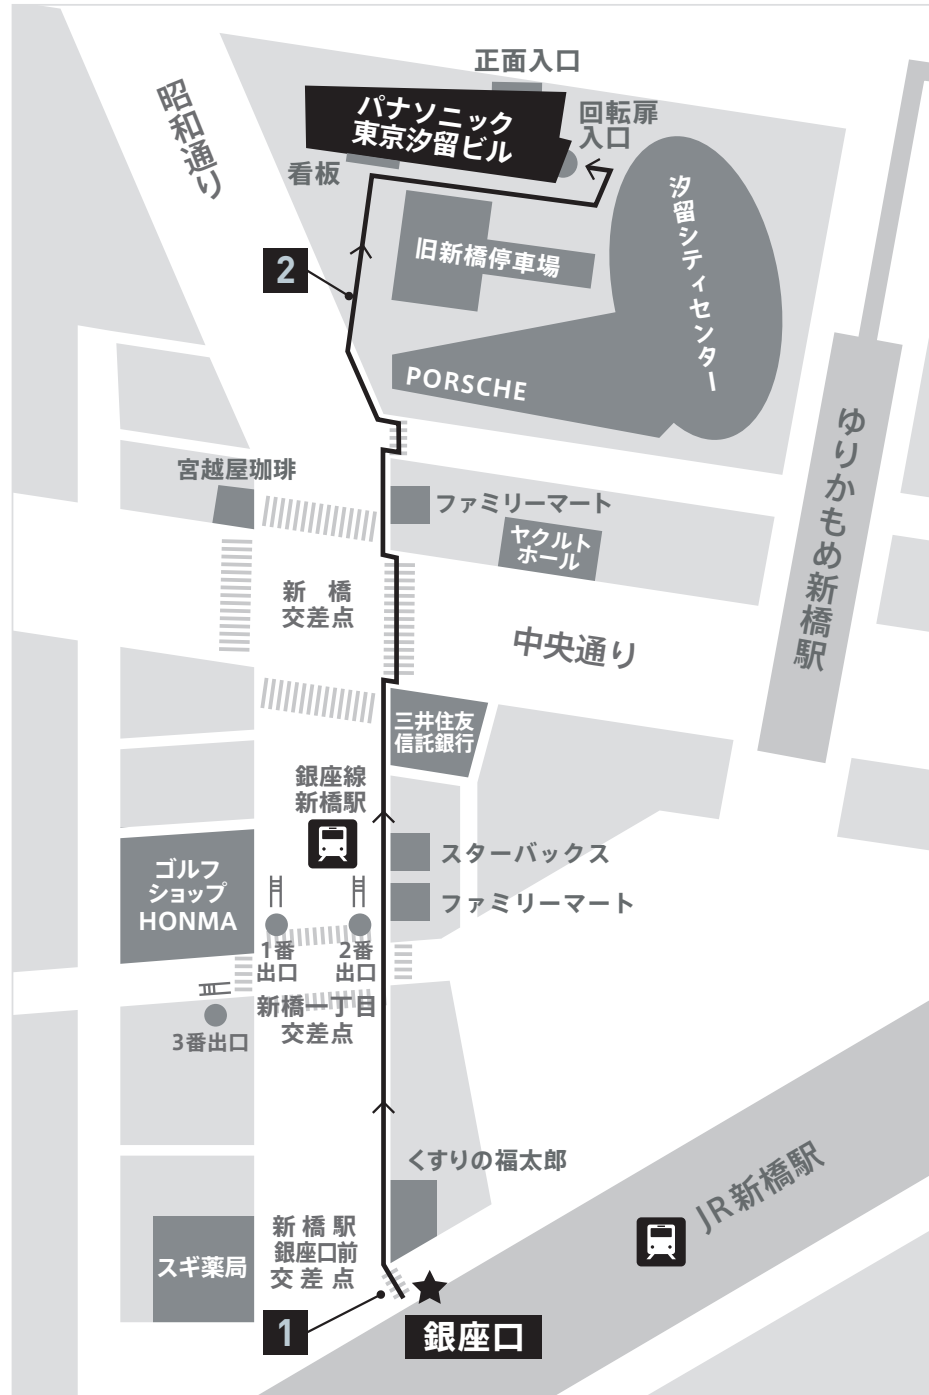 正面入口
パナソニック
東京汐留ビル
回転扉
入口
昭和通り
看板
汐留シティセンター
旧新橋停車場
2
PORSCHE
ゆりかもめ新橋駅
宮越屋珈琲
ファミリーマート
ヤクルト
ホール
新 橋
交差点
中央通り
三井住友
信託銀行
銀座線
新橋駅
スターバックス
ゴルフ
ショップ
HONMA
ファミリーマート
1番
出口
2番
出口
新橋一丁目
交差点
3番出口
くすりの福太郎
JR新橋駅
新橋駅
銀座口前
交差点
スギ薬局
1
銀座口